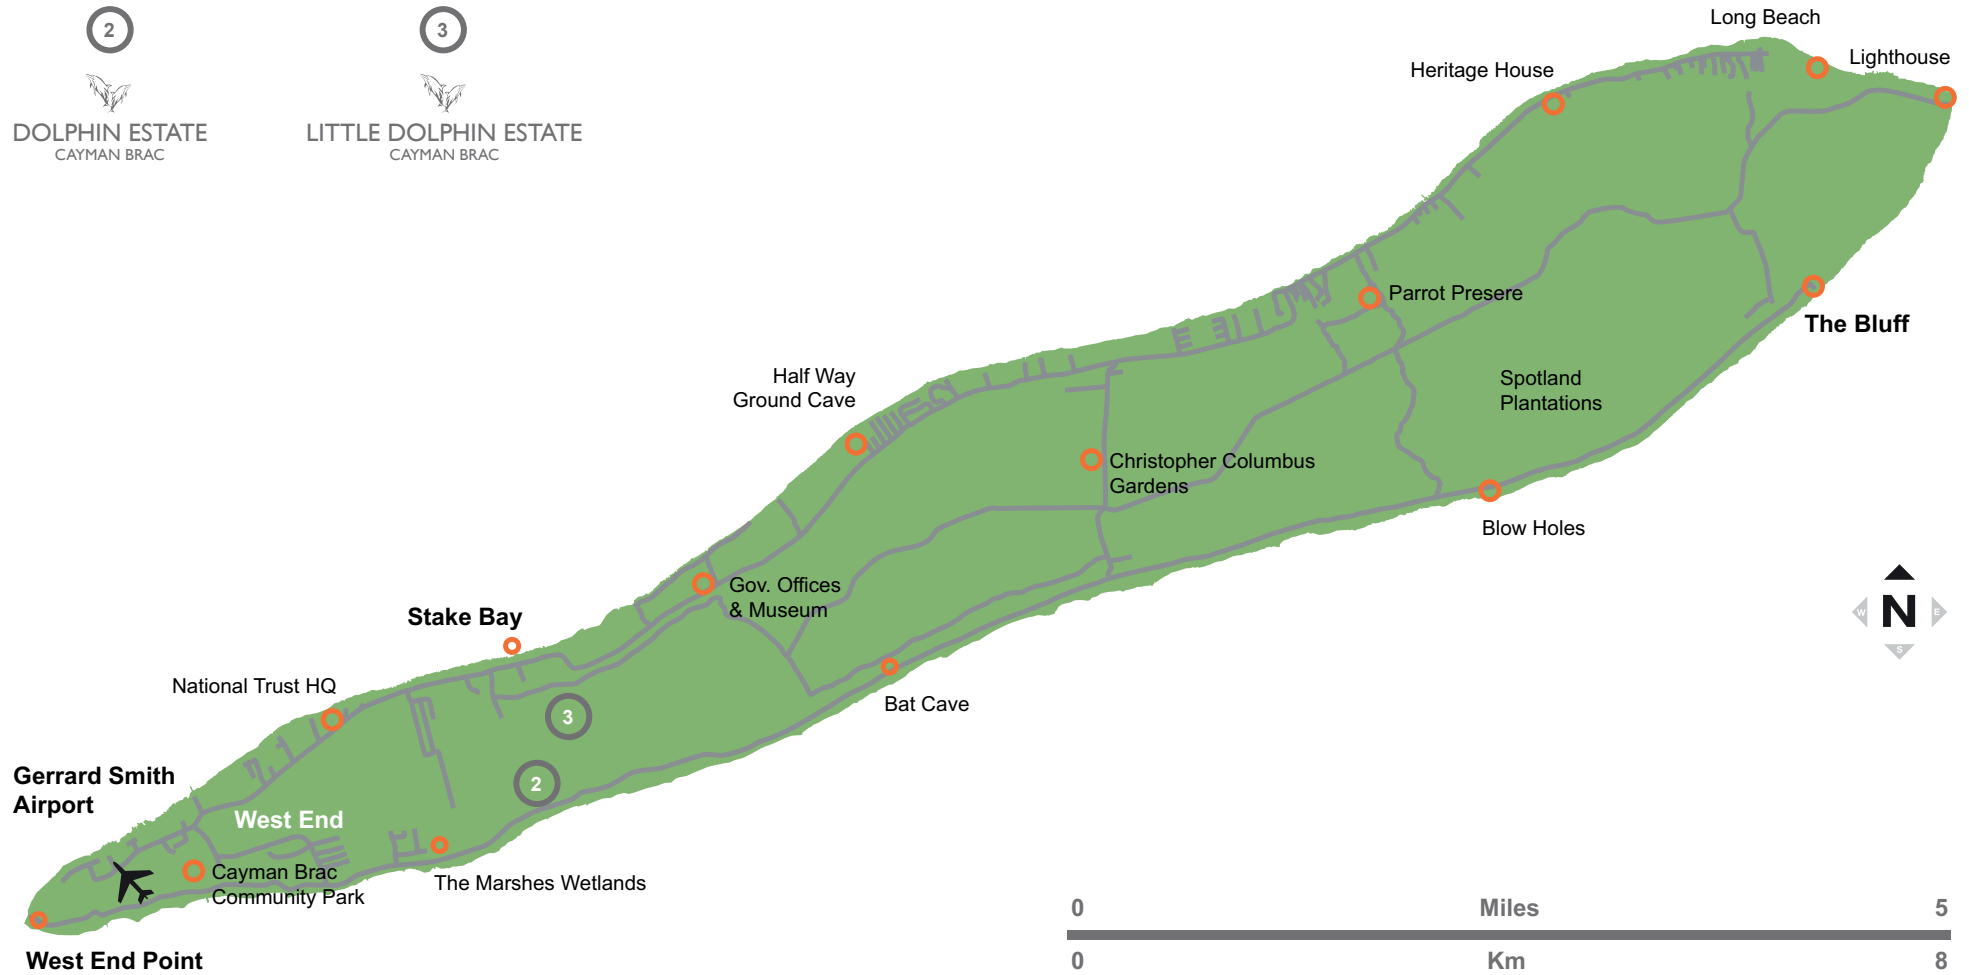 2
3
DOLPHIN ESTATE
CAYMAN BRAC
LITTLE DOLPHIN ESTATE
CAYMAN BRAC
Long Beach
Lighthouse
Heritage House
Parrot Presere
The Bluff
Half Way
Ground Cave
Spotland
Plantations
Christopher Columbus
Gardens
Blow Holes
Gov. Offices
& Museum
Stake Bay
National Trust HQ
Bat Cave
3
2
Gerrard Smith
Airport
West End
Cayman Brac
Community Park
The Marshes Wetlands
West End Point
W
N
E
S
0
Miles
5
0
Km
8